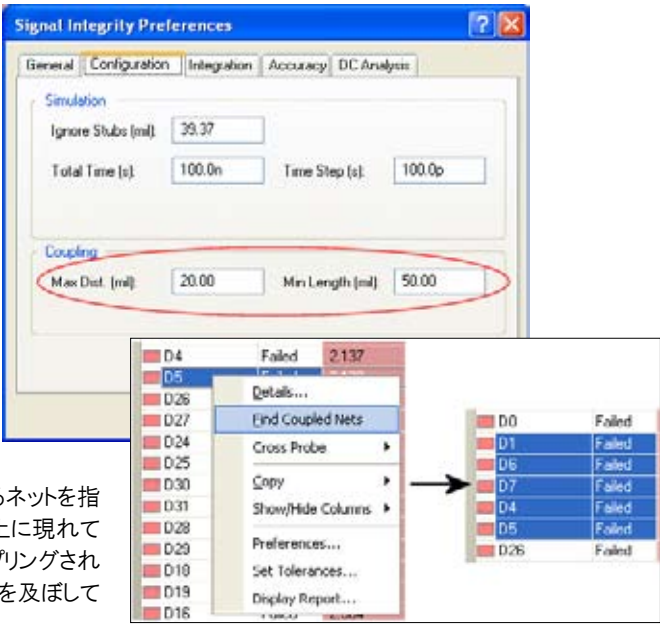 Signal Integrity Preferences
General Configuration Integration Accuracy DC Analysis
Simulation
Ignore Stubs (mil): 39.37
Total Time (s): 100.0n Time Step (s): 100.0p
Coupling
Max Dist. (mil): 20.00 Min Length (mil): 50.00
D4 Failed 2.137
D5
D26
D27
D24
D25
D30
D31
D28
D29
D18
D19
D16
Details...
Find Coupled Nets
Cross Probe
Copy
Show/Hide Columns
Preferences...
Set Tolerances...
Display Report...
D0 Failed
D1 Failed
D6 Failed
D7 Failed
D4 Failed
D5 Failed
D26 Failed
るネットを指
上に現れて
プリングされ
を及ぼして